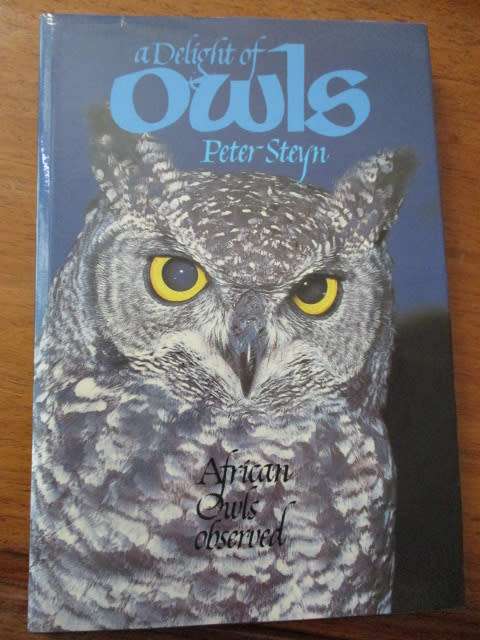 a Delight of
owls
Peter Steyn
African
Owls
observed